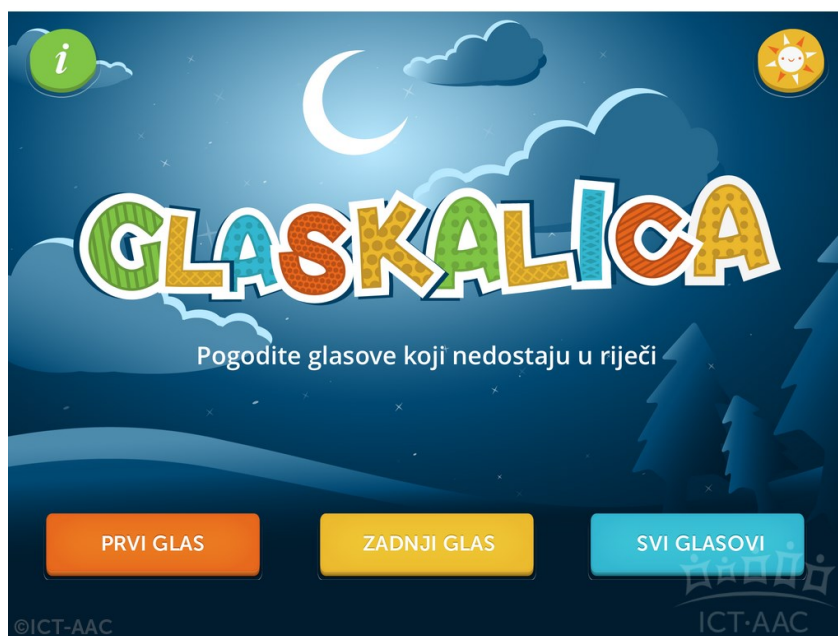 i
GLASKALICA
Pogodite glasove koji nedostaju u riječi
PRVI GLAS
ZADNJI GLAS
SVI GLASOVI
©ICT-AAC
ICT-AAC